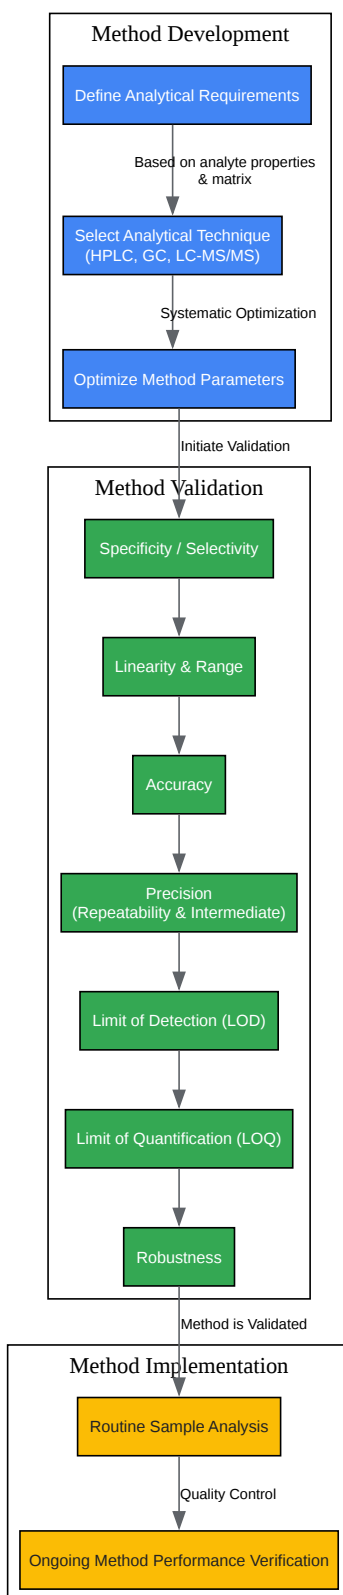 Method Development
Define Analytical Requirements
Based on analyte properties
& matrix
Select Analytical Technique
(HPLC, GC, LC-MS/MS)
Systematic Optimization
Optimize Method Parameters
Initiate Validation
Method Validation
Specificity / Selectivity
Linearity & Range
Accuracy
Precision
(Repeatability & Intermediate)
Limit of Detection (LOD)
Limit of Quantification (LOQ)
Robustness
Method is Validated
Method Implementation
Routine Sample Analysis
Quality Control
Ongoing Method Performance Verification